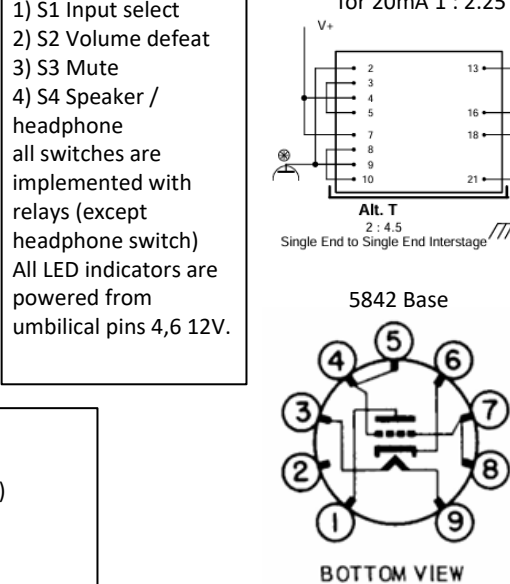 1) S1 Input select
2) S2 Volume defeat
3) S3 Mute
4) S4 Speaker /
headphone
all switches are
implemented with
relays (except
headphone switch)
All LED indicators are
powered from
umbilical pins 4,6 12V.
)
for 20mA 1 : 2.25
V+
2
3
4
5
7
8
9
10
13
16
18
21
Alt. T
2 : 4.5
Single End to Single End Interstage
5842 Base
1
2
3
4
5
6
7
8
9
BOTTOM VIEW